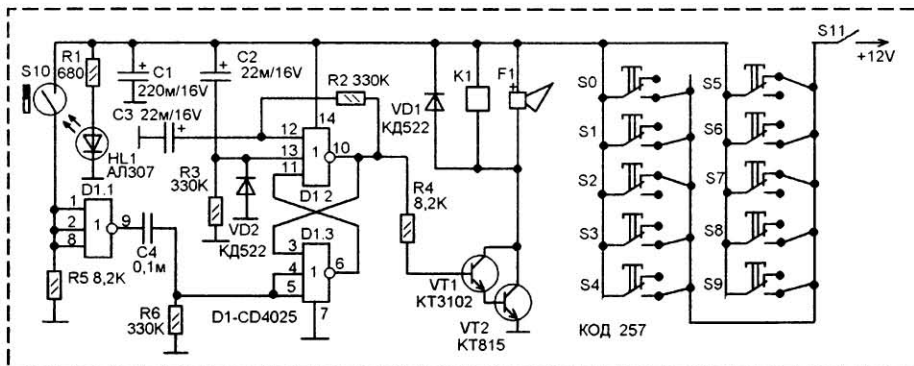 S10
R1
680
C1
220м/16V
C2
22м/16V
C3 22м/16V
R2 330K
HL1
АЛ307
R3
330K
VD2
КД522
12
13
11
14
1
10
D1.2
D1.1
1
2
8
1
9
C4
0,1м
R5 8,2K
R6
330K
D1.3
3
4
5
1
6
7
D1-CD4025
R4
8,2K
VD1
КД522
K1
F1
+
VT1
КТ3102
VT2
КТ815
S0
S1
S2
S3
S4
S5
S6
S7
S8
S9
КОД 257
S11
+12V